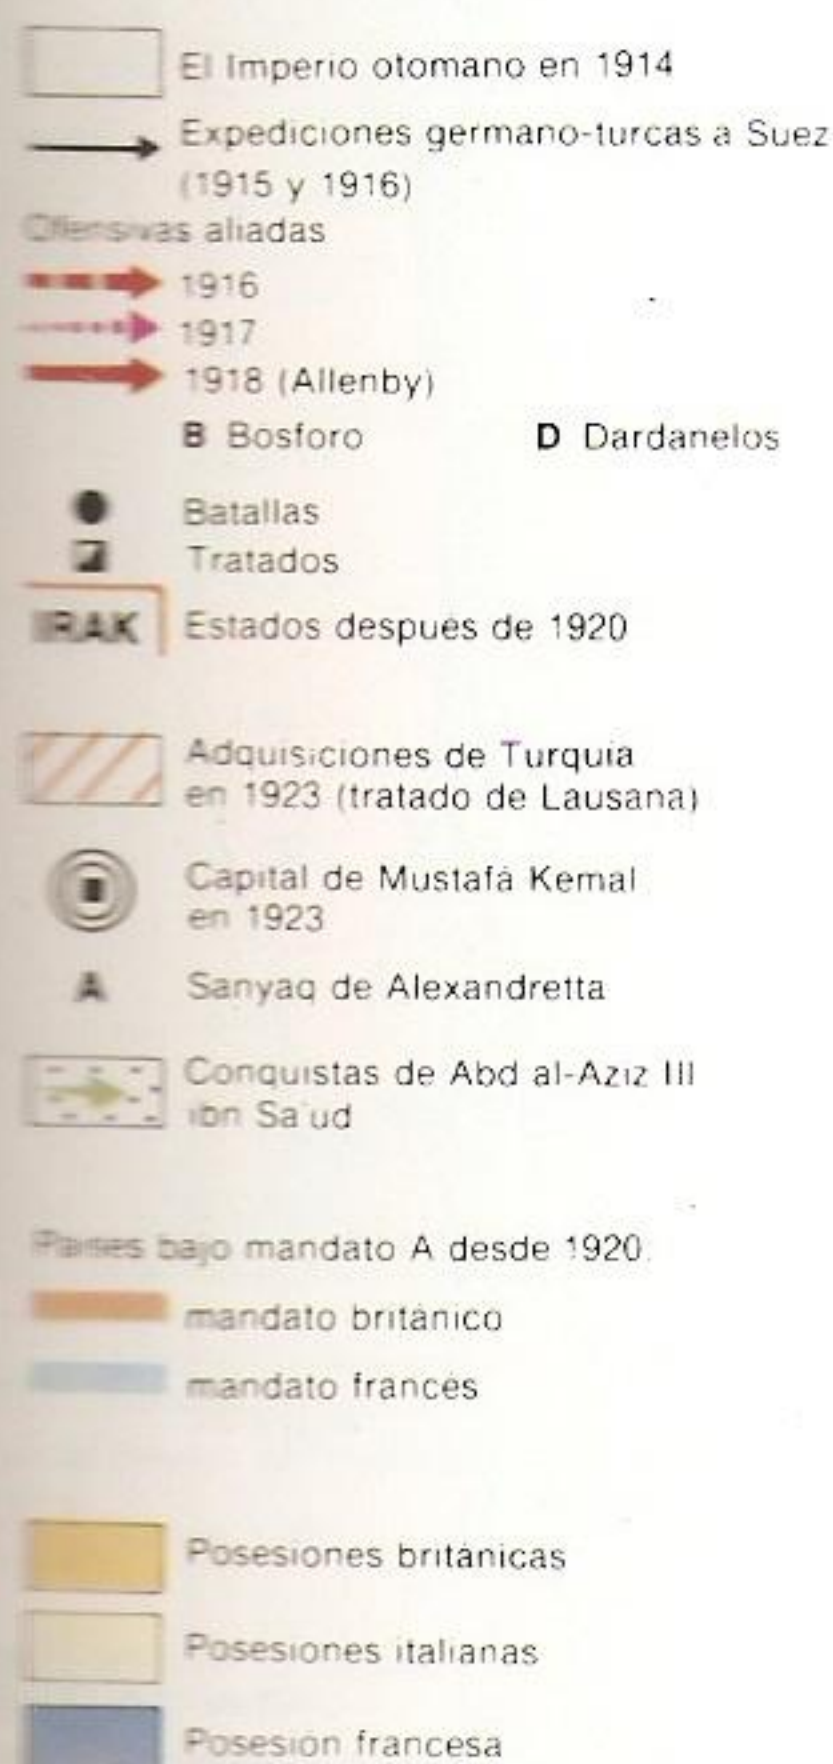 El Imperio otomano en 1914
Expediciones germano-turcas a Suez
(1915 y 1916)
Ofensivas aliadas
1916
1917
1918 (Allenby)
B Bosforo D Dardanelos
Batallas
Tratados
IRAK Estados después de 1920
Adquisiciones de Turquía
en 1923 (tratado de Lausana)
Capital de Mustafá Kemal
en 1923
A Sanyaq de Alexandretta
Conquistas de Abd al-Aziz III
ibn Sa'ud
Países bajo mandato A desde 1920
mandato británico
mandato francés
Posesiones británicas
Posesiones italianas
Posesión francesa